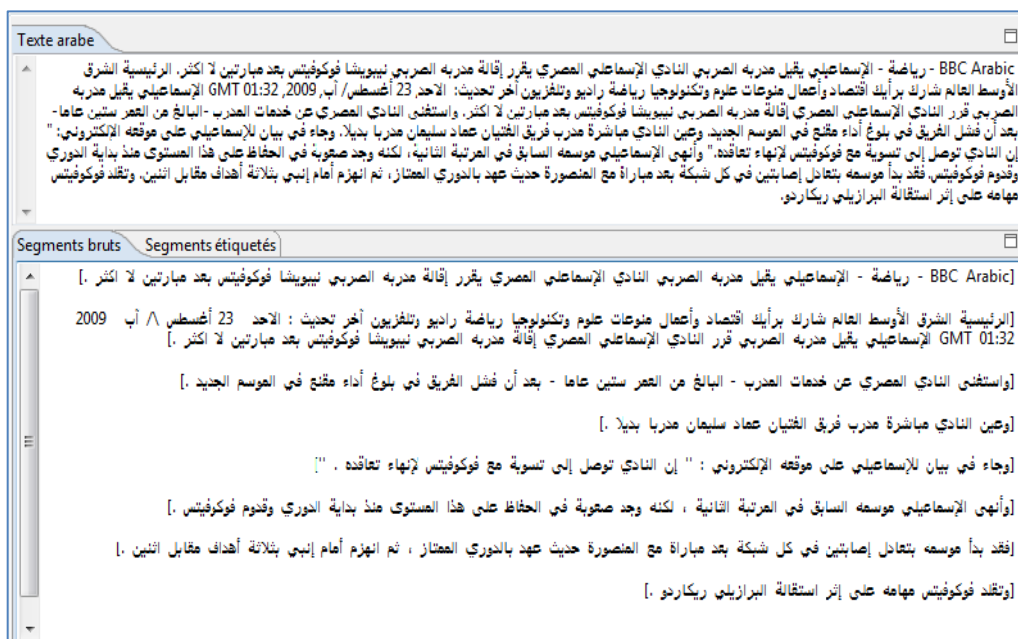 Texte arabe
BBC Arabic - رياضة - الإسماعيلي يقيل مدربه الصربي النادي الإسماعلي المصري يقرر إقالة مدربه الصربي نيبويشا فوكوفيتس بعد مبارتين لا اكثر. الرئيسية الشرق
الأوسط العالم شارك برأيك اقتصاد وأعمال منوعات علوم وتكنولوجيا رياضة راديو وتلفزيون آخر تحديث: الاحد 23 أغسطس/ آب, 2009, 01:32 GMT الإسماعيلي يقيل مدربه
الصربي قرر النادي الإسماعلي المصري إقالة مدربه الصربي نيبويشا فوكوفيتس بعد مبارتين لا اكثر. واستغنى النادي المصري عن خدمات المدرب -البالغ من العمر ستين عاما-
بعد أن فشل الفريق في بلوغ أداء مقنع في الموسم الجديد. وعين النادي مباشرة مدرب فريق الفتيان عماد سليمان مدربا بديلا. وجاء في بيان للإسماعيلي على موقعه الإلكتروني: "
إن النادي توصل إلى تسوية مع فوكوفيتس لإنهاء تعاقده." وأنهى الإسماعيلي موسمه السابق في المرتبة الثانية، لكنه وجد صعوبة في الحفاظ على هذا المستوى منذ بداية الدوري
وقدوم فوكوفيتس. فقد بدأ موسمه بتعادل إصابتين في كل شبكة بعد مباراة مع المنصورة حديث عهد بالدوري الممتاز، ثم انهزم أمام إنبي بثلاثة أهداف مقابل اثنين. وتقلد فوكوفيتس
مهامه على إثر استقالة البرازيلي ريكاردو.
Segments bruts Segments étiquetés
[BBC Arabic - رياضة - الإسماعيلي يقيل مدربه الصربي النادي الإسماعلي المصري يقرر إقالة مدربه الصربي نيبويشا فوكوفيتس بعد مبارتين لا اكثر .]
[الرئيسية الشرق الأوسط العالم شارك برأيك اقتصاد وأعمال منوعات علوم وتكنولوجيا رياضة راديو وتلفزيون آخر تحديث : الاحد 23 أغسطس \/ آب 2009
01:32 GMT الإسماعيلي يقيل مدربه الصربي قرر النادي الإسماعلي المصري إقالة مدربه الصربي نيبويشا فوكوفيتس بعد مبارتين لا اكثر .]
[واستغنى النادي المصري عن خدمات المدرب - البالغ من العمر ستين عاما - بعد أن فشل الفريق في بلوغ أداء مقنع في الموسم الجديد .]
[وعين النادي مباشرة مدرب فريق الفتيان عماد سليمان مدربا بديلا .]
[وجاء في بيان للإسماعيلي على موقعه الإلكتروني : " إن النادي توصل إلى تسوية مع فوكوفيتس لإنهاء تعاقده . "]
[وأنهى الإسماعيلي موسمه السابق في المرتبة الثانية ، لكنه وجد صعوبة في الحفاظ على هذا المستوى منذ بداية الدوري وقدوم فوكوفيتس .]
[فقد بدأ موسمه بتعادل إصابتين في كل شبكة بعد مباراة مع المنصورة حديث عهد بالدوري الممتاز ، ثم انهزم أمام إنبي بثلاثة أهداف مقابل اثنين .]
[وتقلد فوكوفيتس مهامه على إثر استقالة البرازيلي ريكاردو .]